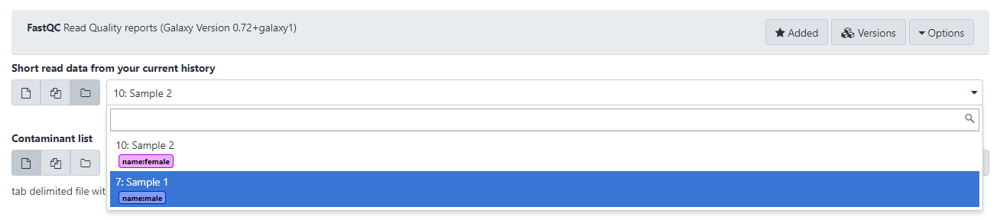 FastQC Read Quality reports (Galaxy Version 0.72+galaxy1)
Added
Versions
Options
Short read data from your current history
10: Sample 2
10: Sample 2
name:female
Contaminant list
7: Sample 1
name:male
tab delimited file wit